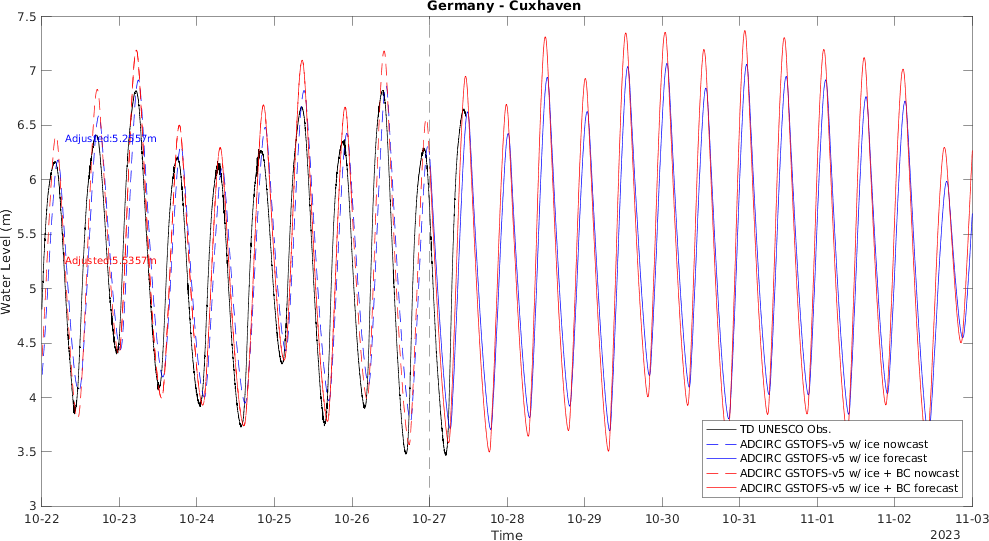 Germany - Cuxhaven
7.5
7
6.5
6
5.5
5
4.5
4
3.5
3
Water Level (m)
Adjusted:5.2557m
Adjusted:5.5357m
TD UNESCO Obs.
ADCIRC GSTOFS-v5 w/ ice nowcast
ADCIRC GSTOFS-v5 w/ ice forecast
ADCIRC GSTOFS-v5 w/ ice + BC nowcast
ADCIRC GSTOFS-v5 w/ ice + BC forecast
10-22 10-23 10-24 10-25 10-26 10-27 10-28 10-29 10-30 10-31 11-01 11-02 11-03
Time
2023